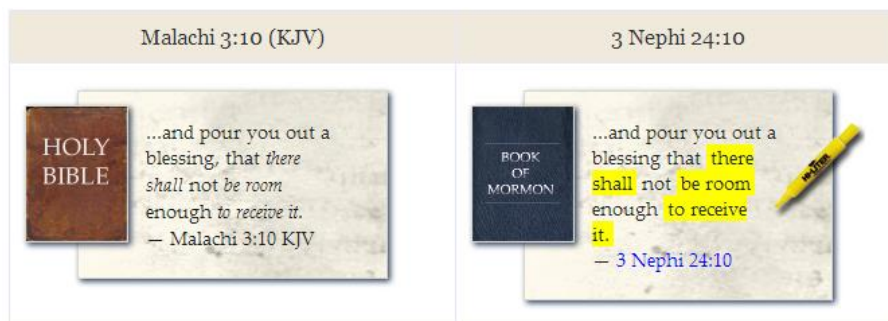 Malachi 3:10 (KJV)
3 Nephi 24:10
HOLY
BIBLE
...and pour you out a
blessing, that there
shall not be room
enough to receive it.
— Malachi 3:10 KJV
BOOK
OF
MORMON
...and pour you out a
blessing that there
shall not be room
enough to receive
it.
— 3 Nephi 24:10
HI-LITER